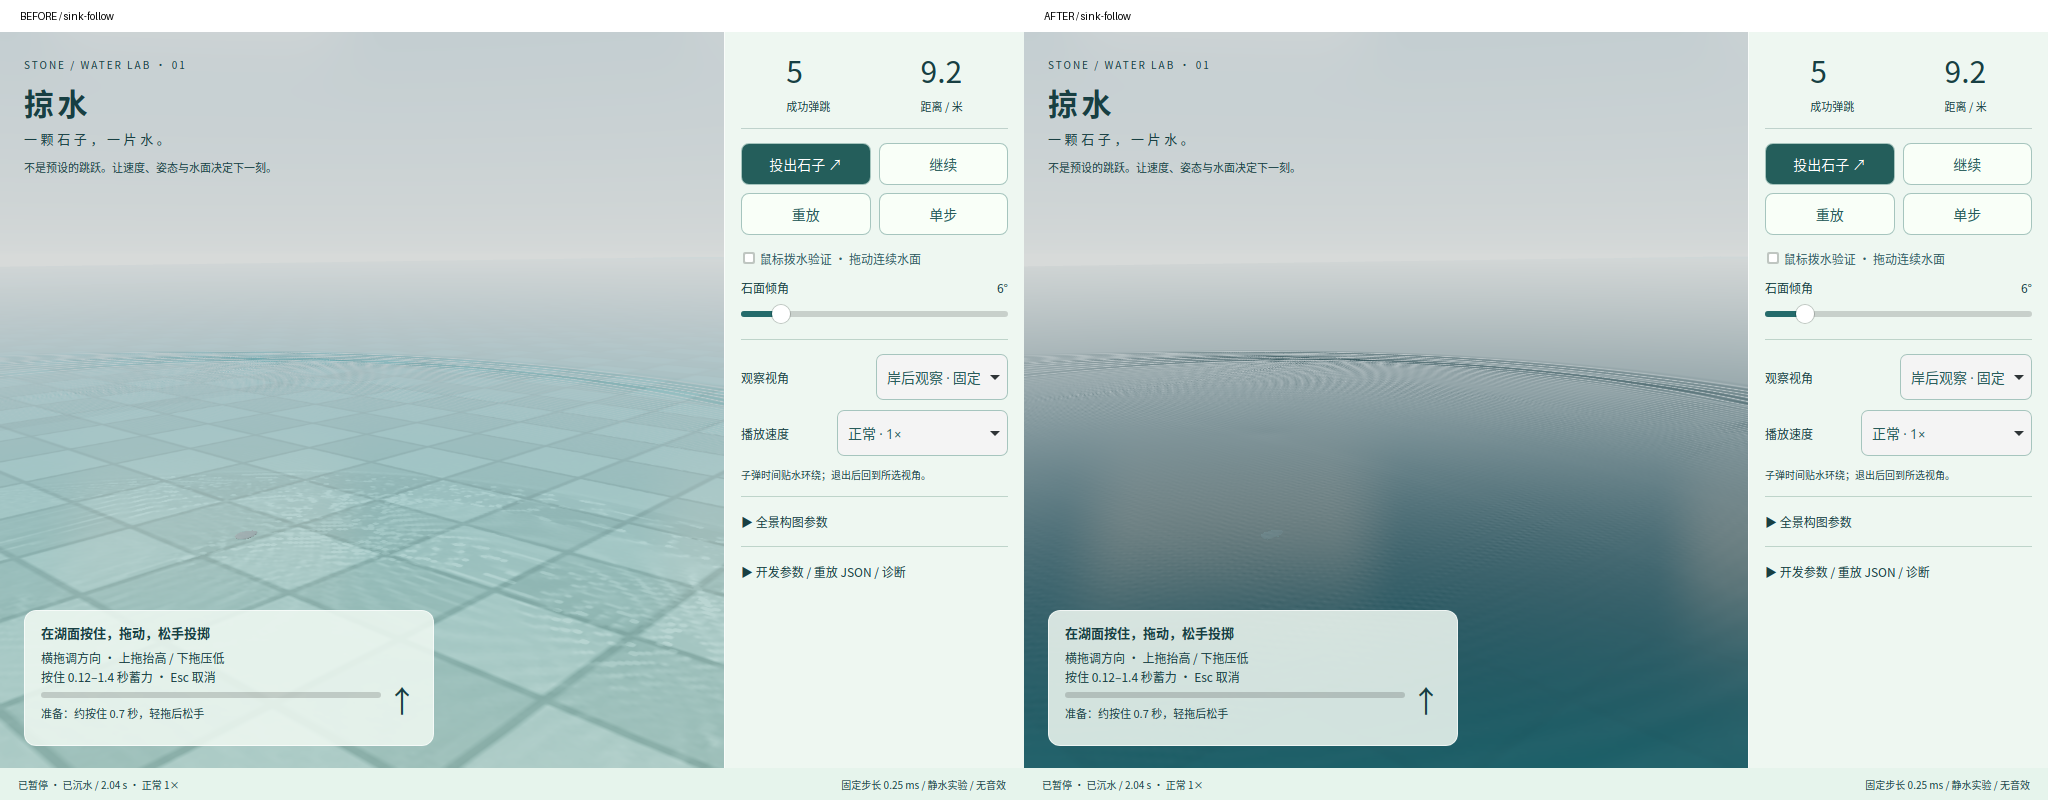 BEFORE / sink-follow
STONE / WATER LAB · 01
掠水
一颗石子，一片水。
不是预设的跳跃。让速度、姿态与水面决定下一刻。
5
9.2
成功弹跳
距离 / 米
投出石子 ↗
继续
重放
单步
鼠标拨水验证 · 拖动连续水面
石面倾角
6°
观察视角
岸后观察 · 固定
播放速度
正常 · 1×
子弹时间贴水环绕；退出后回到所选视角。
▶ 全景构图参数
▶ 开发参数 / 重放 JSON / 诊断
在湖面按住，拖动，松手投掷
横拖调方向 · 上拖抬高 / 下拖压低
按住 0.12–1.4 秒蓄力 · Esc 取消
↑
准备：约按住 0.7 秒，轻拖后松手
已暂停 · 已沉水 / 2.04 s · 正常 1×
固定步长 0.25 ms / 静水实验 / 无音效
AFTER / sink-follow
STONE / WATER LAB · 01
掠水
一颗石子，一片水。
不是预设的跳跃。让速度、姿态与水面决定下一刻。
5
9.2
成功弹跳
距离 / 米
投出石子 ↗
继续
重放
单步
鼠标拨水验证 · 拖动连续水面
石面倾角
6°
观察视角
岸后观察 · 固定
播放速度
正常 · 1×
子弹时间贴水环绕；退出后回到所选视角。
▶ 全景构图参数
▶ 开发参数 / 重放 JSON / 诊断
在湖面按住，拖动，松手投掷
横拖调方向 · 上拖抬高 / 下拖压低
按住 0.12–1.4 秒蓄力 · Esc 取消
↑
准备：约按住 0.7 秒，轻拖后松手
已暂停 · 已沉水 / 2.04 s · 正常 1×
固定步长 0.25 ms / 静水实验 / 无音效